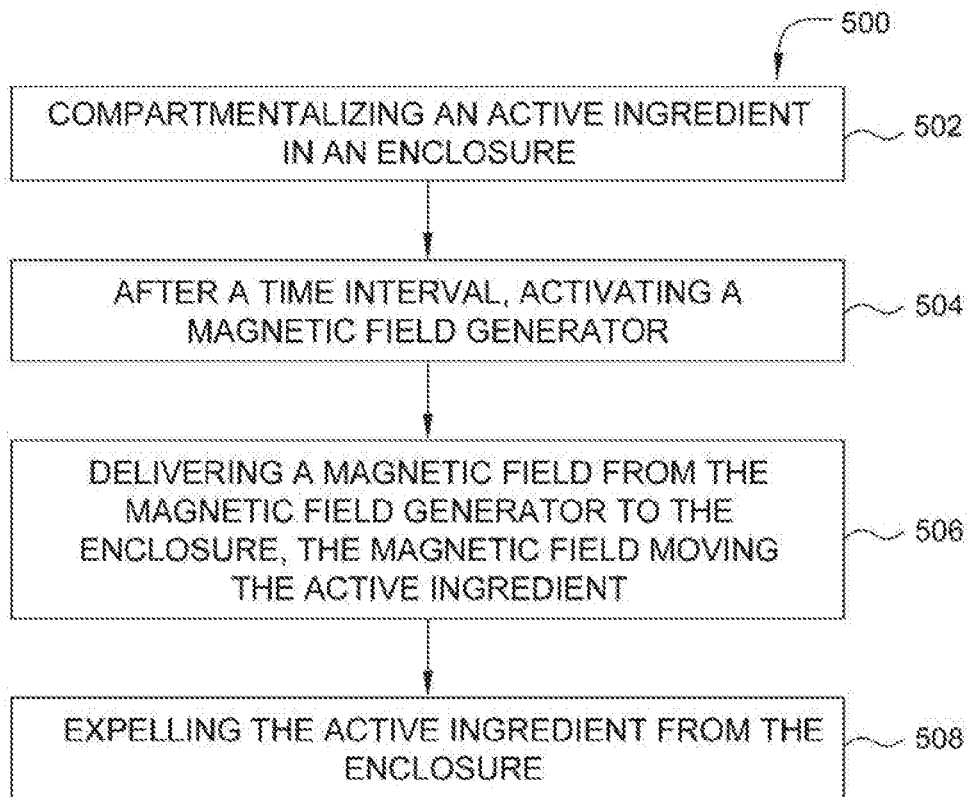 500
COMPARTMENTALIZING AN ACTIVE INGREDIENT
IN AN ENCLOSURE
502
AFTER A TIME INTERVAL, ACTIVATING A
MAGNETIC FIELD GENERATOR
504
DELIVERING A MAGNETIC FIELD FROM THE
MAGNETIC FIELD GENERATOR TO THE
ENCLOSURE, THE MAGNETIC FIELD MOVING
THE ACTIVE INGREDIENT
506
EXPELLING THE ACTIVE INGREDIENT FROM THE
ENCLOSURE
508